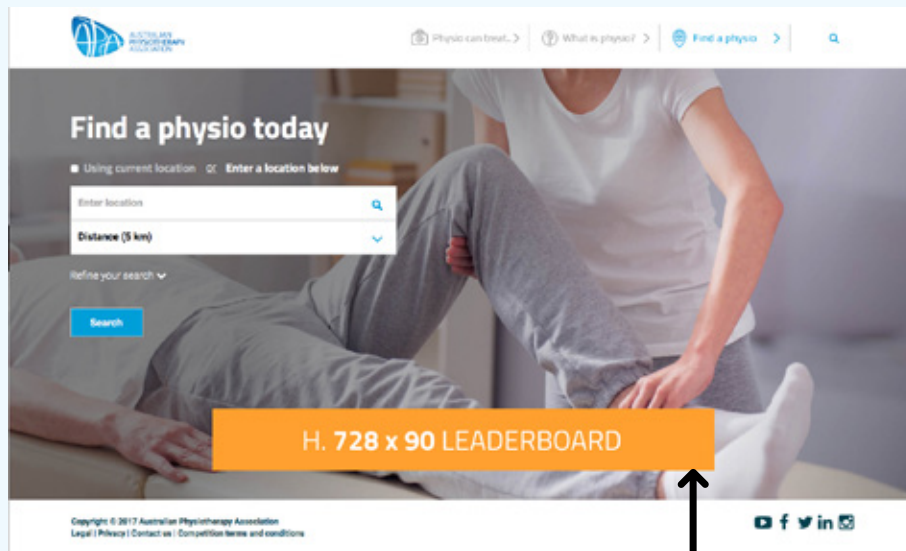 APA AUSTRALIAN
PHYSIOTHERAPY
ASSOCIATION
Physio can treat.. >
What is physio? >
Find a physio >
Find a physio today
Using current location or Enter a location below
Enter location
Distance (5 km)
Refine your search
Search
H. 728 x 90 LEADERBOARD
Copyright © 2017 Australian Physiotherapy Association
Legal | Privacy | Contact us | Competition terms and conditions